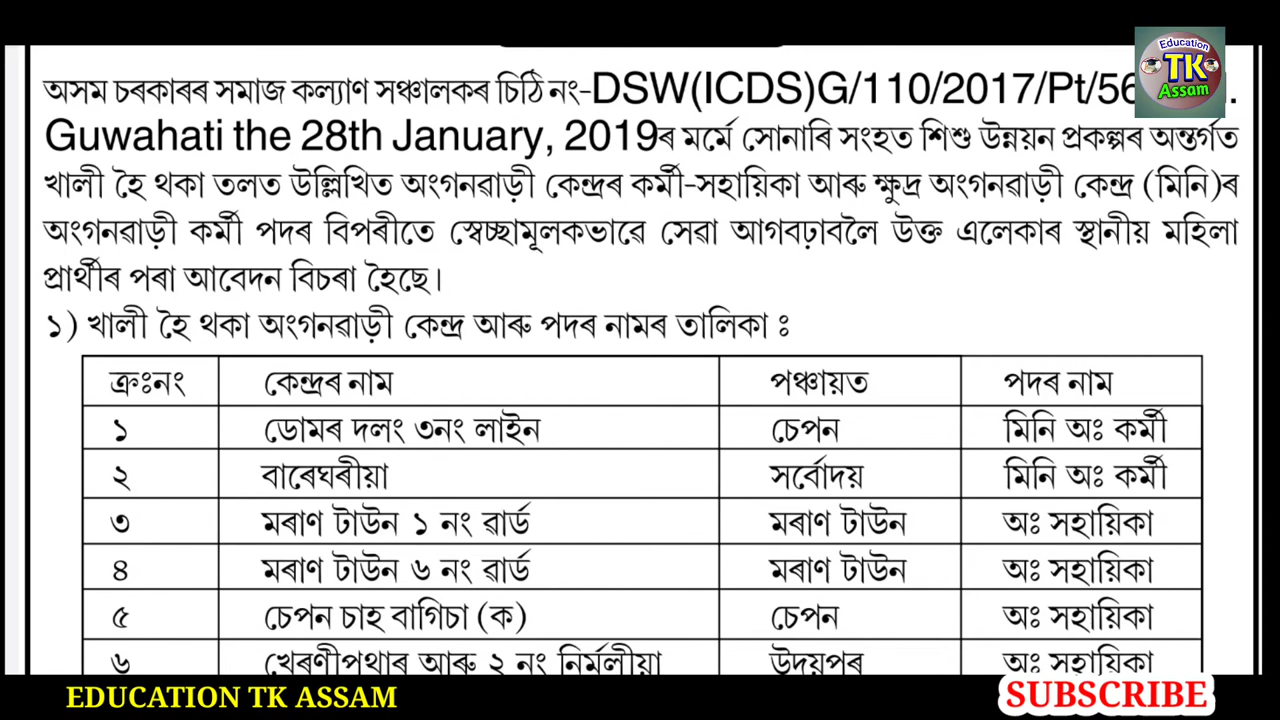 Education
TK
Assam
অসম চৰকাৰৰ সমাজ কল্যাণ সঞ্চালকৰ চিঠি নং-DSW(ICDS)G/110/2017/Pt/56
Guwahati the 28th January, 2019ৰ মৰ্মে সোনাৰি সংহত শিশু উন্নয়ন প্ৰকল্পৰ অন্তৰ্গত
খালী হৈ থকা তলত উল্লিখিত অংগনৱাড়ী কেন্দ্ৰৰ কৰ্মী-সহায়িকা আৰু ক্ষুদ্ৰ অংগনৱাড়ী কেন্দ্ৰ (মিনি)ৰ
অংগনৱাড়ী কৰ্মী পদৰ বিপৰীতে স্বেচ্ছামূলকভাৱে সেৱা আগবঢ়াবলৈ উক্ত এলেকাৰ স্থানীয় মহিলা
প্ৰাৰ্থীৰ পৰা আবেদন বিচৰা হৈছে।
১) খালী হৈ থকা অংগনৱাড়ী কেন্দ্ৰ আৰু পদৰ নামৰ তালিকা ঃ
ক্ৰঃনং কেন্দ্ৰৰ নাম পঞ্চায়ত পদৰ নাম
১ ডোমৰ দলং ৩নং লাইন চেপন মিনি অঃ কৰ্মী
২ বাৰেঘৰীয়া সৰ্বোদয় মিনি অঃ কৰ্মী
৩ মৰাণ টাউন ১ নং ৱাৰ্ড মৰাণ টাউন অঃ সহায়িকা
৪ মৰাণ টাউন ৬ নং ৱাৰ্ড মৰাণ টাউন অঃ সহায়িকা
৫ চেপন চাহ বাগিচা (ক) চেপন অঃ সহায়িকা
৬ খেৰণীপথাৰ আৰু ২ নং নিৰ্মলীয়া উদয়পৰ অঃ সহায়িকা
EDUCATION TK ASSAM
SUBSCRIBE